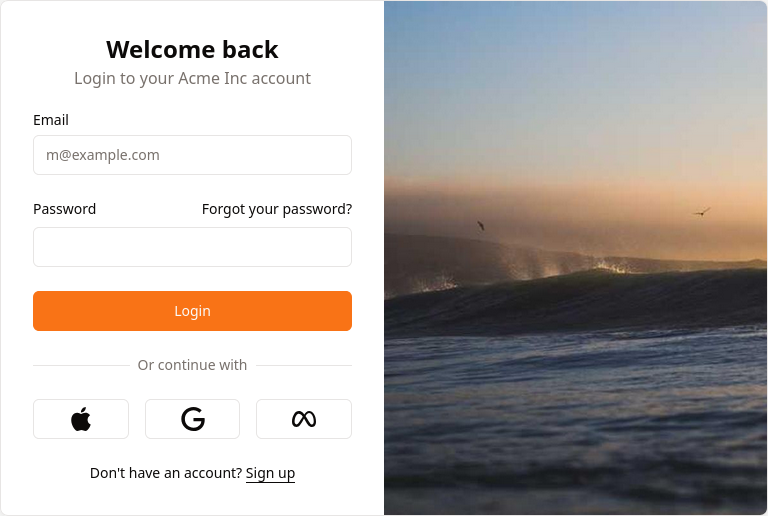 Welcome back
Login to your Acme Inc account
Email
m@example.com
Password
Forgot your password?
Login
Or continue with
Don't have an account? Sign up